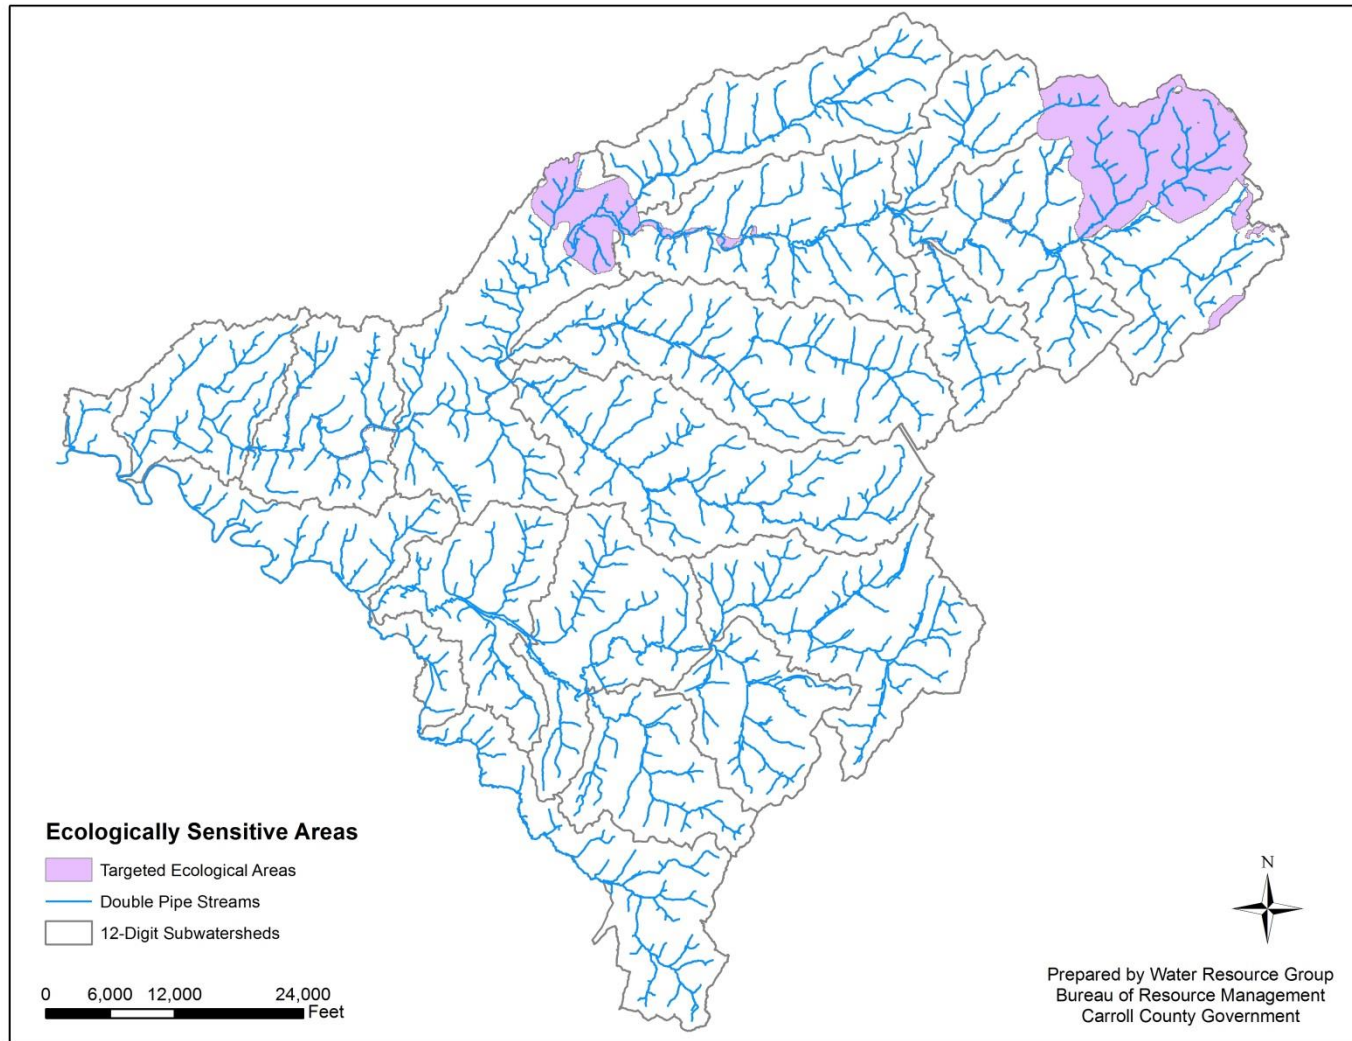 Ecologically Sensitive Areas
Targeted Ecological Areas
Double Pipe Streams
12-Digit Subwatersheds
0 6,000 12,000 24,000
Feet
N
Prepared by Water Resource Group
Bureau of Resource Management
Carroll County Government